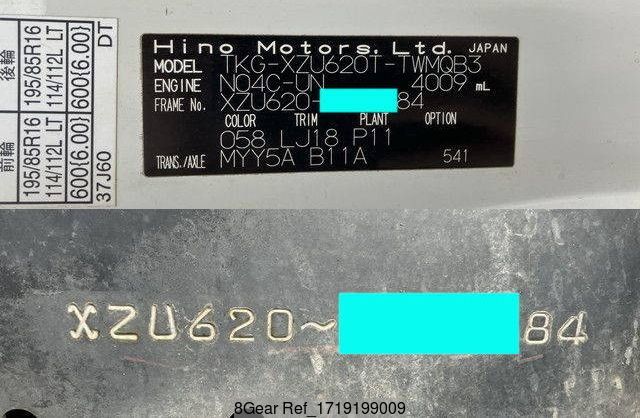 後輪
195/85R16
114/112L LT
600{6.00}
DT
前輪
195/85R16
114/112L LT
600{6.00}
37J60
Hino Motors, Ltd. JAPAN
MODEL TKG-XZU620T-TWMQB3
ENGINE N04C-UN 4009 mL
FRAME No. XZU620- 84
COLOR TRIM PLANT OPTION
058 LJ18 P11
TRANS./AXLE MYY5A B11A 541
XZU620~ 84
8Gear Ref_1719199009